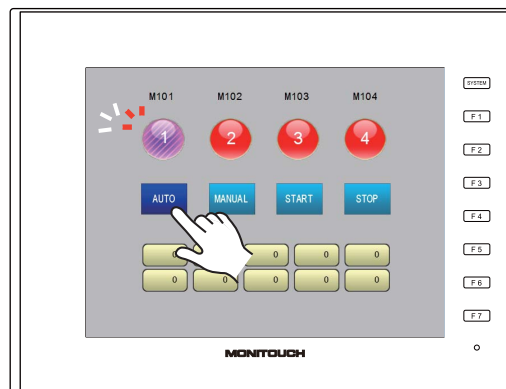 M101 M102 M103 M104
1 2 3 4
AUTO MANUAL START STOP
0 0 0 0
0 0 0 0 0
MONITOUCH
SYSTEM
F1
F2
F3
F4
F5
F6
F7